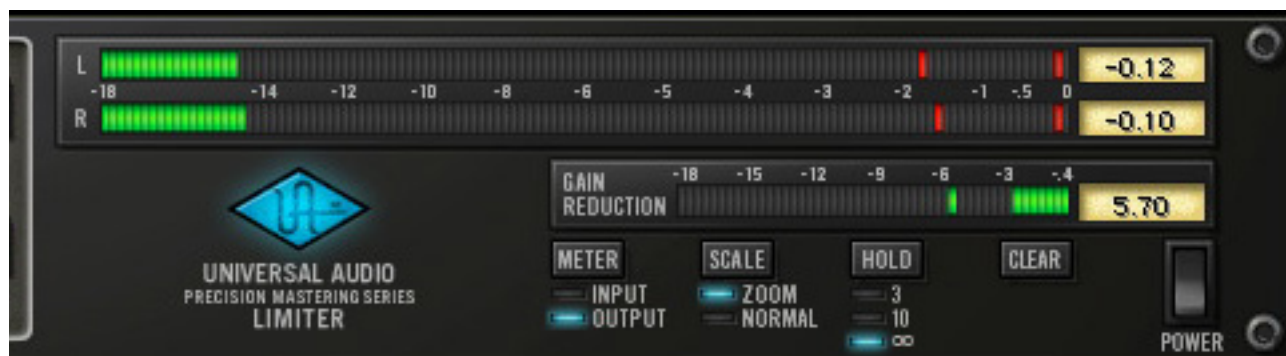 L -0.12
-18 -14 -12 -10 -8 -6 -5 -4 -3 -2 -1 -.5 0
R -0.10
-18 -15 -12 -9 -6 -3 -.4
GAIN
REDUCTION 5.70
METER SCALE HOLD CLEAR
UNIVERSAL AUDIO
PRECISION MASTERING SERIES
LIMITER
INPUT ZOOM 3
OUTPUT NORMAL 10
∞
POWER